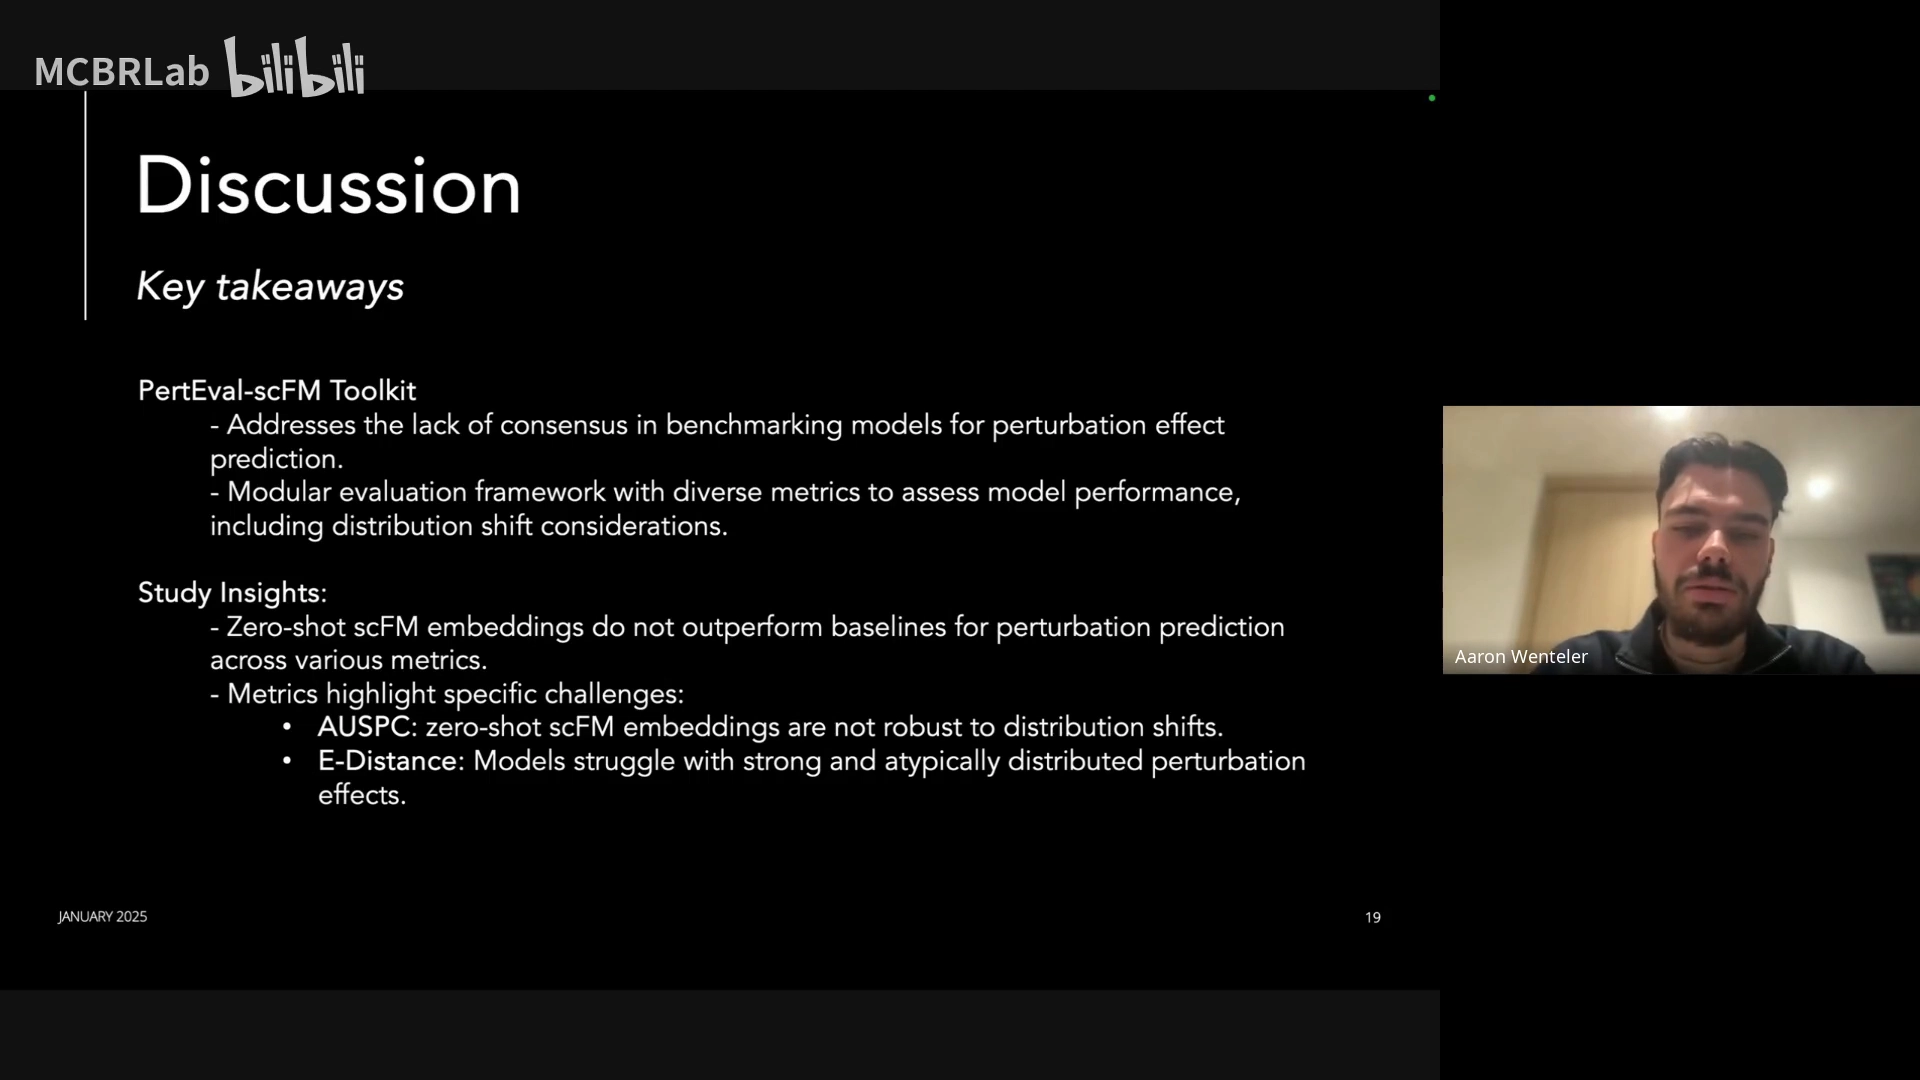 MCBRLab bilibili
Discussion
Key takeaways
PertEval-scFM Toolkit
- Addresses the lack of consensus in benchmarking models for perturbation effect
prediction.
- Modular evaluation framework with diverse metrics to assess model performance,
including distribution shift considerations.
Study Insights:
- Zero-shot scFM embeddings do not outperform baselines for perturbation prediction
across various metrics.
- Metrics highlight specific challenges:
• AUSPC: zero-shot scFM embeddings are not robust to distribution shifts.
• E-Distance: Models struggle with strong and atypically distributed perturbation
effects.
Aaron Wenteler
JANUARY 2025
19